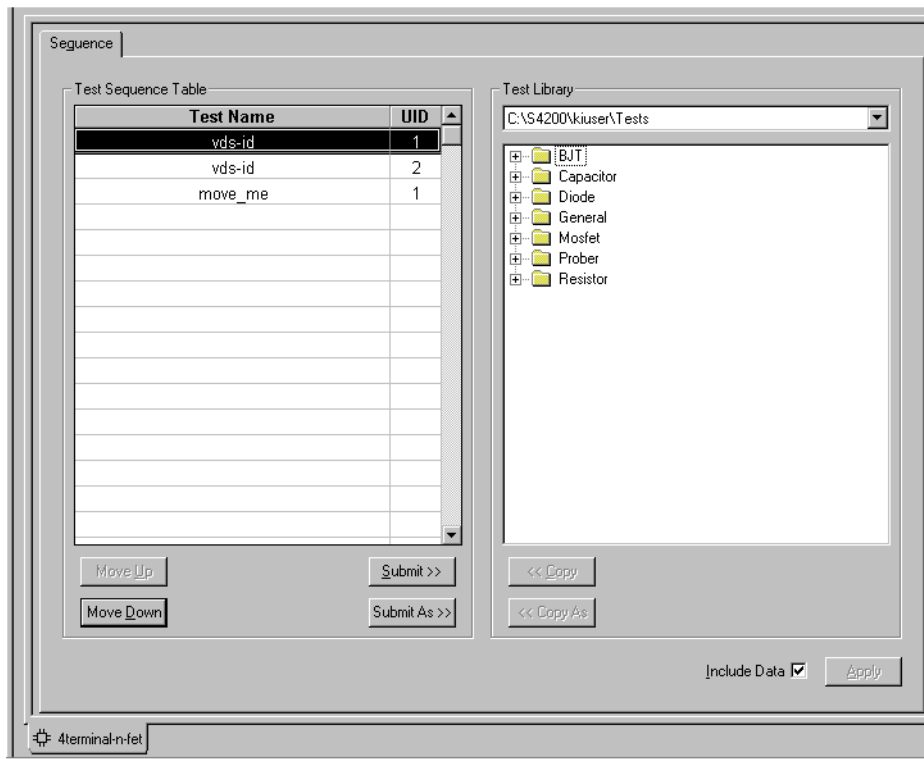 Seguence
Test Sequence Table
Test Name UID
vds-id 1
vds-id 2
move_me 1
Move Up
Submit >>
Move Down
Submit As >>
Test Library
C:\S4200\kiuser\Tests
BJT
Capacitor
Diode
General
Mosfet
Prober
Resistor
<< Copy
<< Copy As
Include Data
Apply
4terminal-n-fet